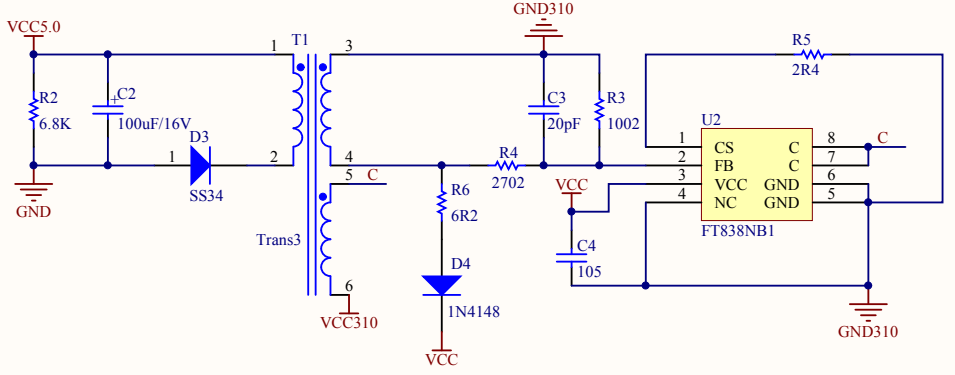 GND310
VCC5.0
T1
1
3
R5
2R4
R2
6.8K
C2
+
100uF/16V
C3
20pF
R3
1002
U2
D3
1
2
SS34
4
R4
2702
1
CS
C
8
C
2
FB
C
7
3
VCC
GND
6
4
NC
GND
5
FT838NB1
5
C
GND
R6
6R2
VCC
Trans3
C4
105
D4
1N4148
6
VCC310
VCC
GND310